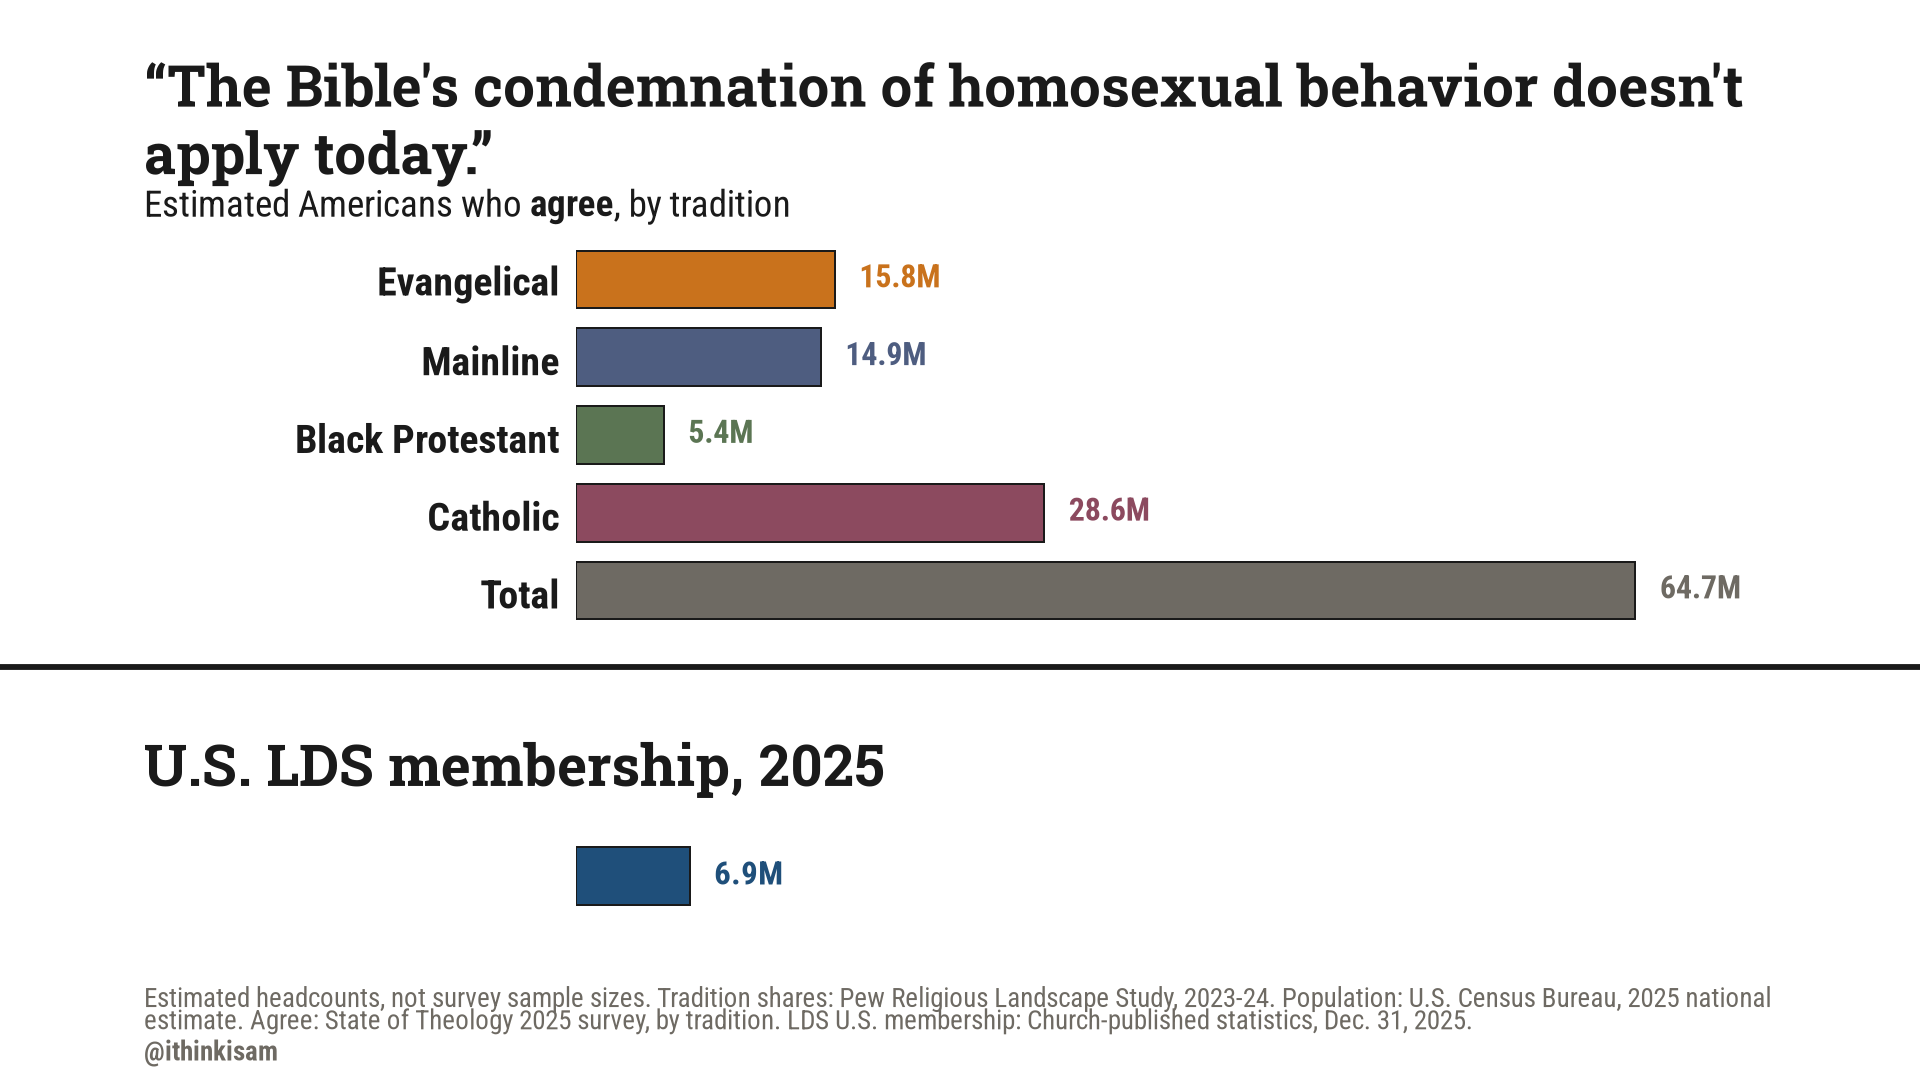 “The Bible's condemnation of homosexual behavior doesn't
apply today.”
Estimated Americans who agree, by tradition
Evangelical 15.8M
Mainline 14.9M
Black Protestant 5.4M
Catholic 28.6M
Total 64.7M
U.S. LDS membership, 2025
6.9M
Estimated headcounts, not survey sample sizes. Tradition shares: Pew Religious Landscape Study, 2023-24. Population: U.S. Census Bureau, 2025 national
estimate. Agree: State of Theology 2025 survey, by tradition. LDS U.S. membership: Church-published statistics, Dec. 31, 2025.
@ithinkisam